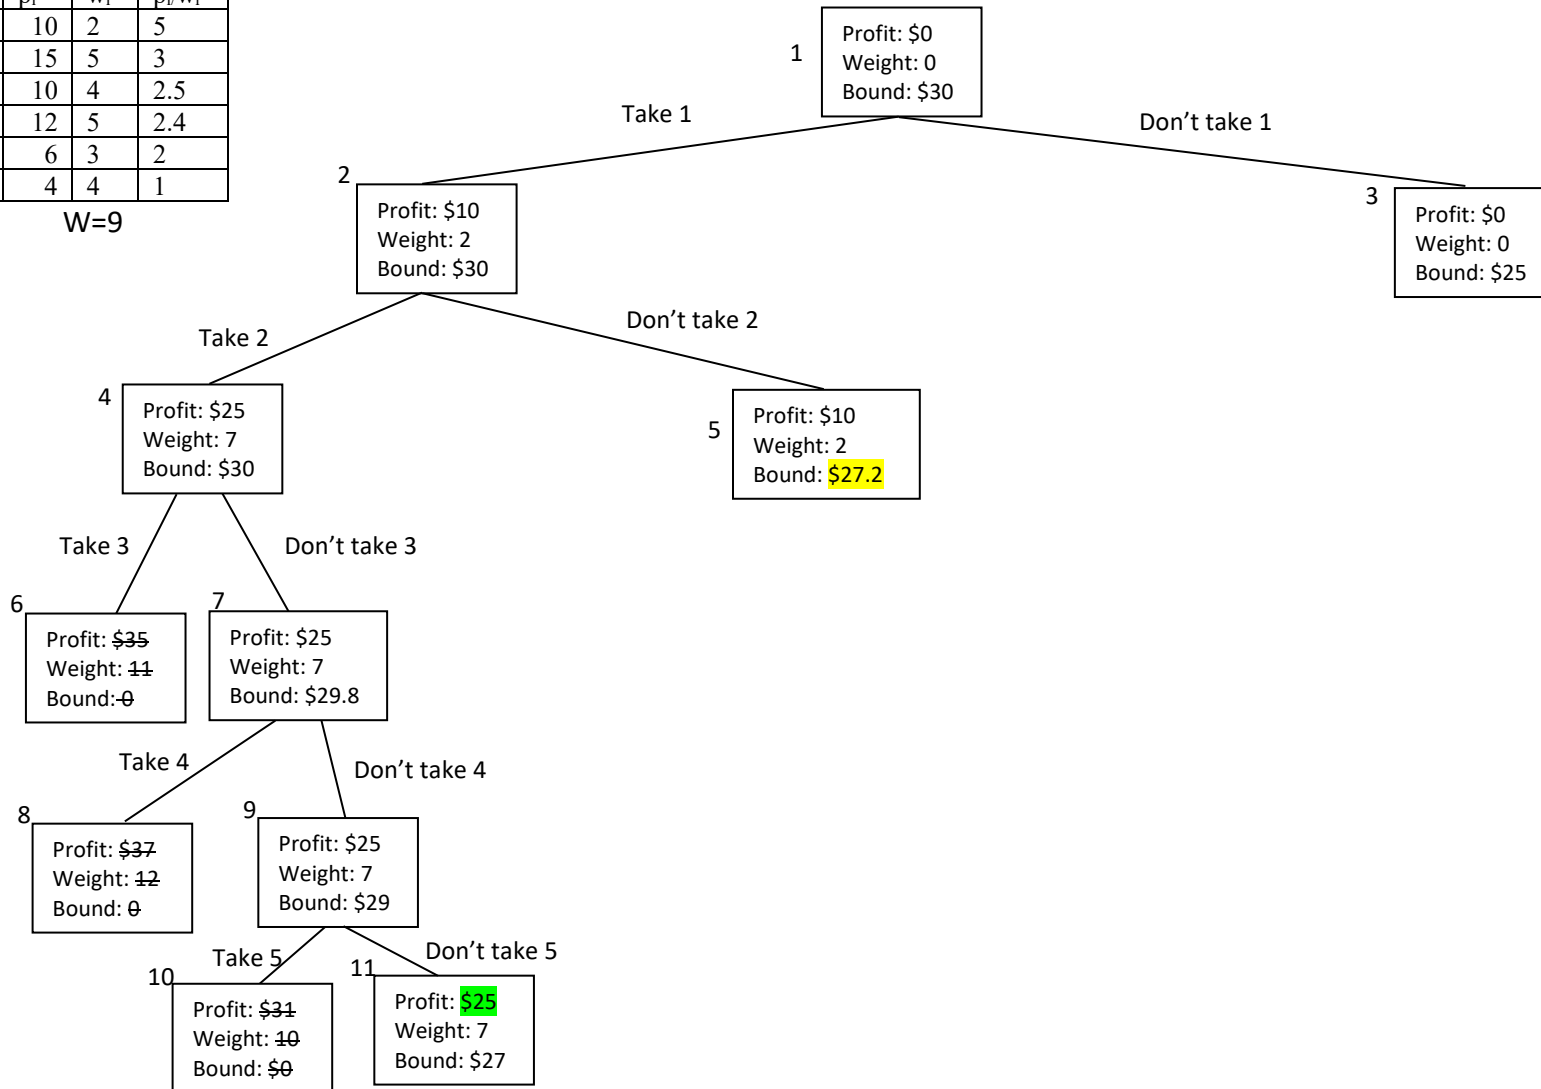 pᵢ wᵢ pᵢ/wᵢ
10 2 5
15 5 3
10 4 2.5
12 5 2.4
6 3 2
4 4 1
W=9
1
Profit: $0
Weight: 0
Bound: $30
Take 1
Don’t take 1
2
Profit: $10
Weight: 2
Bound: $30
3
Profit: $0
Weight: 0
Bound: $25
Take 2
Don’t take 2
4
Profit: $25
Weight: 7
Bound: $30
5
Profit: $10
Weight: 2
Bound: $27.2
Take 3
Don’t take 3
6
Profit: $35
Weight: 11
Bound: 0
7
Profit: $25
Weight: 7
Bound: $29.8
Take 4
Don’t take 4
8
Profit: $37
Weight: 12
Bound: 0
9
Profit: $25
Weight: 7
Bound: $29
Take 5
Don’t take 5
10
Profit: $31
Weight: 10
Bound: $0
11
Profit: $25
Weight: 7
Bound: $27